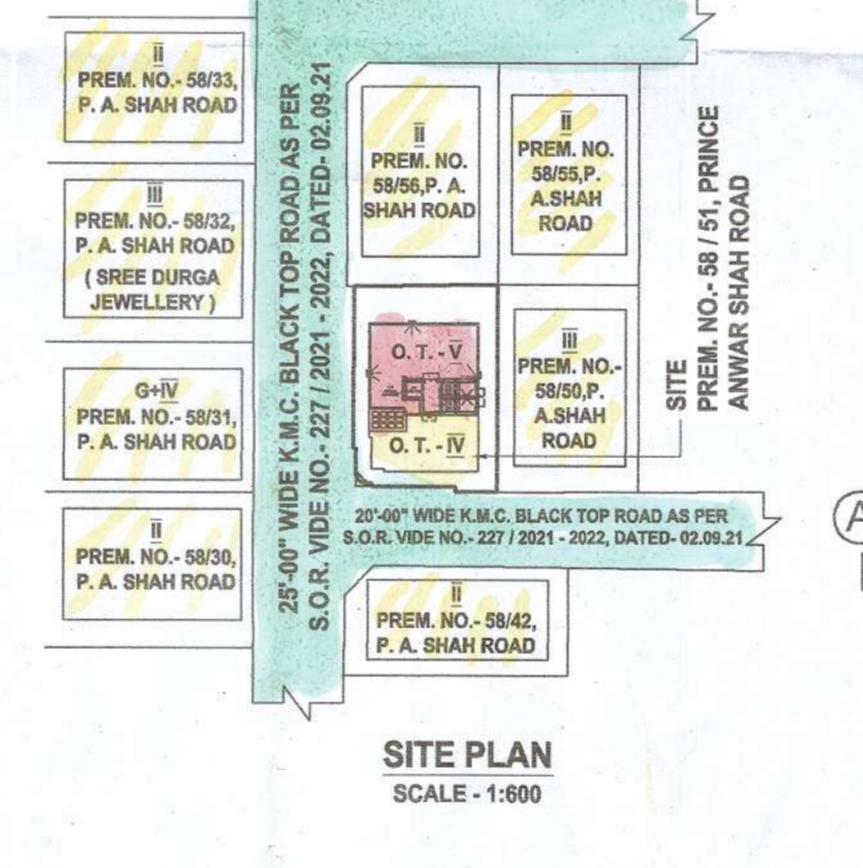 II
PREM. NO.- 58/33,
P. A. SHAH ROAD
III
PREM. NO.- 58/32,
P. A. SHAH ROAD
( SREE DURGA
JEWELLERY )
G+IV
PREM. NO.- 58/31,
P. A. SHAH ROAD
II
PREM. NO.- 58/30,
P. A. SHAH ROAD
25'-00" WIDE K.M.C. BLACK TOP ROAD AS PER
S.O.R. VIDE NO.- 227 / 2021 - 2022, DATED- 02.09.21
II
PREM. NO.
58/56,P. A.
SHAH ROAD
II
PREM. NO.
58/55,P.
A.SHAH
ROAD
O. T. - V
O. T. - IV
III
PREM. NO.-
58/50,P.
A.SHAH
ROAD
SITE
PREM. NO.- 58 / 51, PRINCE
ANWAR SHAH ROAD
20'-00" WIDE K.M.C. BLACK TOP ROAD AS PER
S.O.R. VIDE NO.- 227 / 2021 - 2022, DATED- 02.09.21
II
PREM. NO.- 58/42,
P. A. SHAH ROAD
SITE PLAN
SCALE - 1:600
A